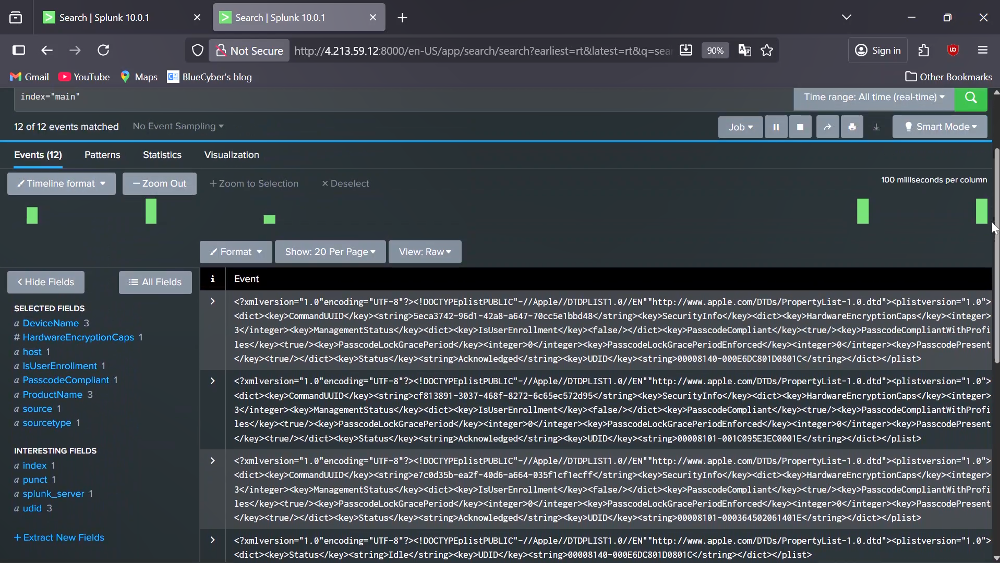 Search | Splunk 10.0.1
Search | Splunk 10.0.1
Not Secure
http://4.213.59.12:8000/en-US/app/search/search?earliest=rt&latest=rt&q=sear
90%
Sign in
Gmail
YouTube
Maps
BlueCyber's blog
Other Bookmarks
index="main"
Time range: All time (real-time)
12 of 12 events matched
No Event Sampling
Job
Smart Mode
Events (12)
Patterns
Statistics
Visualization
Timeline format
— Zoom Out
+ Zoom to Selection
× Deselect
100 milliseconds per column
Format
Show: 20 Per Page
View: Raw
< Hide Fields
All Fields
i
Event
SELECTED FIELDS
a DeviceName 3
# HardwareEncryptionCaps 1
a host 1
a IsUserEnrollment 1
a PasscodeCompliant 1
a ProductName 3
a source 1
a sourcetype 1
INTERESTING FIELDS
a index 1
a punct 1
a splunk_server 1
a udid 3
+ Extract New Fields
<?xmlversion="1.0"encoding="UTF-8"?><!DOCTYPEplistPUBLIC"-//Apple//DTDPLIST1.0//EN""http://www.apple.com/DTDs/PropertyList-1.0.dtd"><plistversion="1.0">
<dict><key>CommandUUID</key><string>5eca3742-96d1-42a8-a647-70cc5e1bbd48</string><key>SecurityInfo</key><dict><key>HardwareEncryptionCaps</key><integer>
3</integer><key>ManagementStatus</key><dict><key>IsUserEnrollment</key><false/></dict><key>PasscodeCompliant</key><true/><key>PasscodeCompliantWithProfi
les</key><true/><key>PasscodeLockGracePeriod</key><integer>0</integer><key>PasscodeLockGracePeriodEnforced</key><integer>0</integer><key>PasscodePresent
</key><true/></dict><key>Status</key><string>Acknowledged</string><key>UDID</key><string>00008140-000E6DC801D0801C</string></dict></plist>
<?xmlversion="1.0"encoding="UTF-8"?><!DOCTYPEplistPUBLIC"-//Apple//DTDPLIST1.0//EN""http://www.apple.com/DTDs/PropertyList-1.0.dtd"><plistversion="1.0">
<dict><key>CommandUUID</key><string>cf813891-3037-468f-8272-6c65ec572d95</string><key>SecurityInfo</key><dict><key>HardwareEncryptionCaps</key><integer>
3</integer><key>ManagementStatus</key><dict><key>IsUserEnrollment</key><false/></dict><key>PasscodeCompliant</key><true/><key>PasscodeCompliantWithProfi
les</key><true/><key>PasscodeLockGracePeriod</key><integer>0</integer><key>PasscodeLockGracePeriodEnforced</key><integer>0</integer><key>PasscodePresent
</key><true/></dict><key>Status</key><string>Acknowledged</string><key>UDID</key><string>00008101-001C095E3EC0001E</string></dict></plist>
<?xmlversion="1.0"encoding="UTF-8"?><!DOCTYPEplistPUBLIC"-//Apple//DTDPLIST1.0//EN""http://www.apple.com/DTDs/PropertyList-1.0.dtd"><plistversion="1.0">
<dict><key>CommandUUID</key><string>e7c0d35b-ea2f-40d6-a664-035f1cf1ecff</string><key>SecurityInfo</key><dict><key>HardwareEncryptionCaps</key><integer>
3</integer><key>ManagementStatus</key><dict><key>IsUserEnrollment</key><false/></dict><key>PasscodeCompliant</key><true/><key>PasscodeCompliantWithProfi
les</key><true/><key>PasscodeLockGracePeriod</key><integer>0</integer><key>PasscodeLockGracePeriodEnforced</key><integer>0</integer><key>PasscodePresent
</key><true/></dict><key>Status</key><string>Acknowledged</string><key>UDID</key><string>00008101-000364502061401E</string></dict></plist>
<?xmlversion="1.0"encoding="UTF-8"?><!DOCTYPEplistPUBLIC"-//Apple//DTDPLIST1.0//EN""http://www.apple.com/DTDs/PropertyList-1.0.dtd"><plistversion="1.0">
<dict><key>Status</key><string>Idle</string><key>UDID</key><string>00008140-000E6DC801D0801C</string></dict></plist>